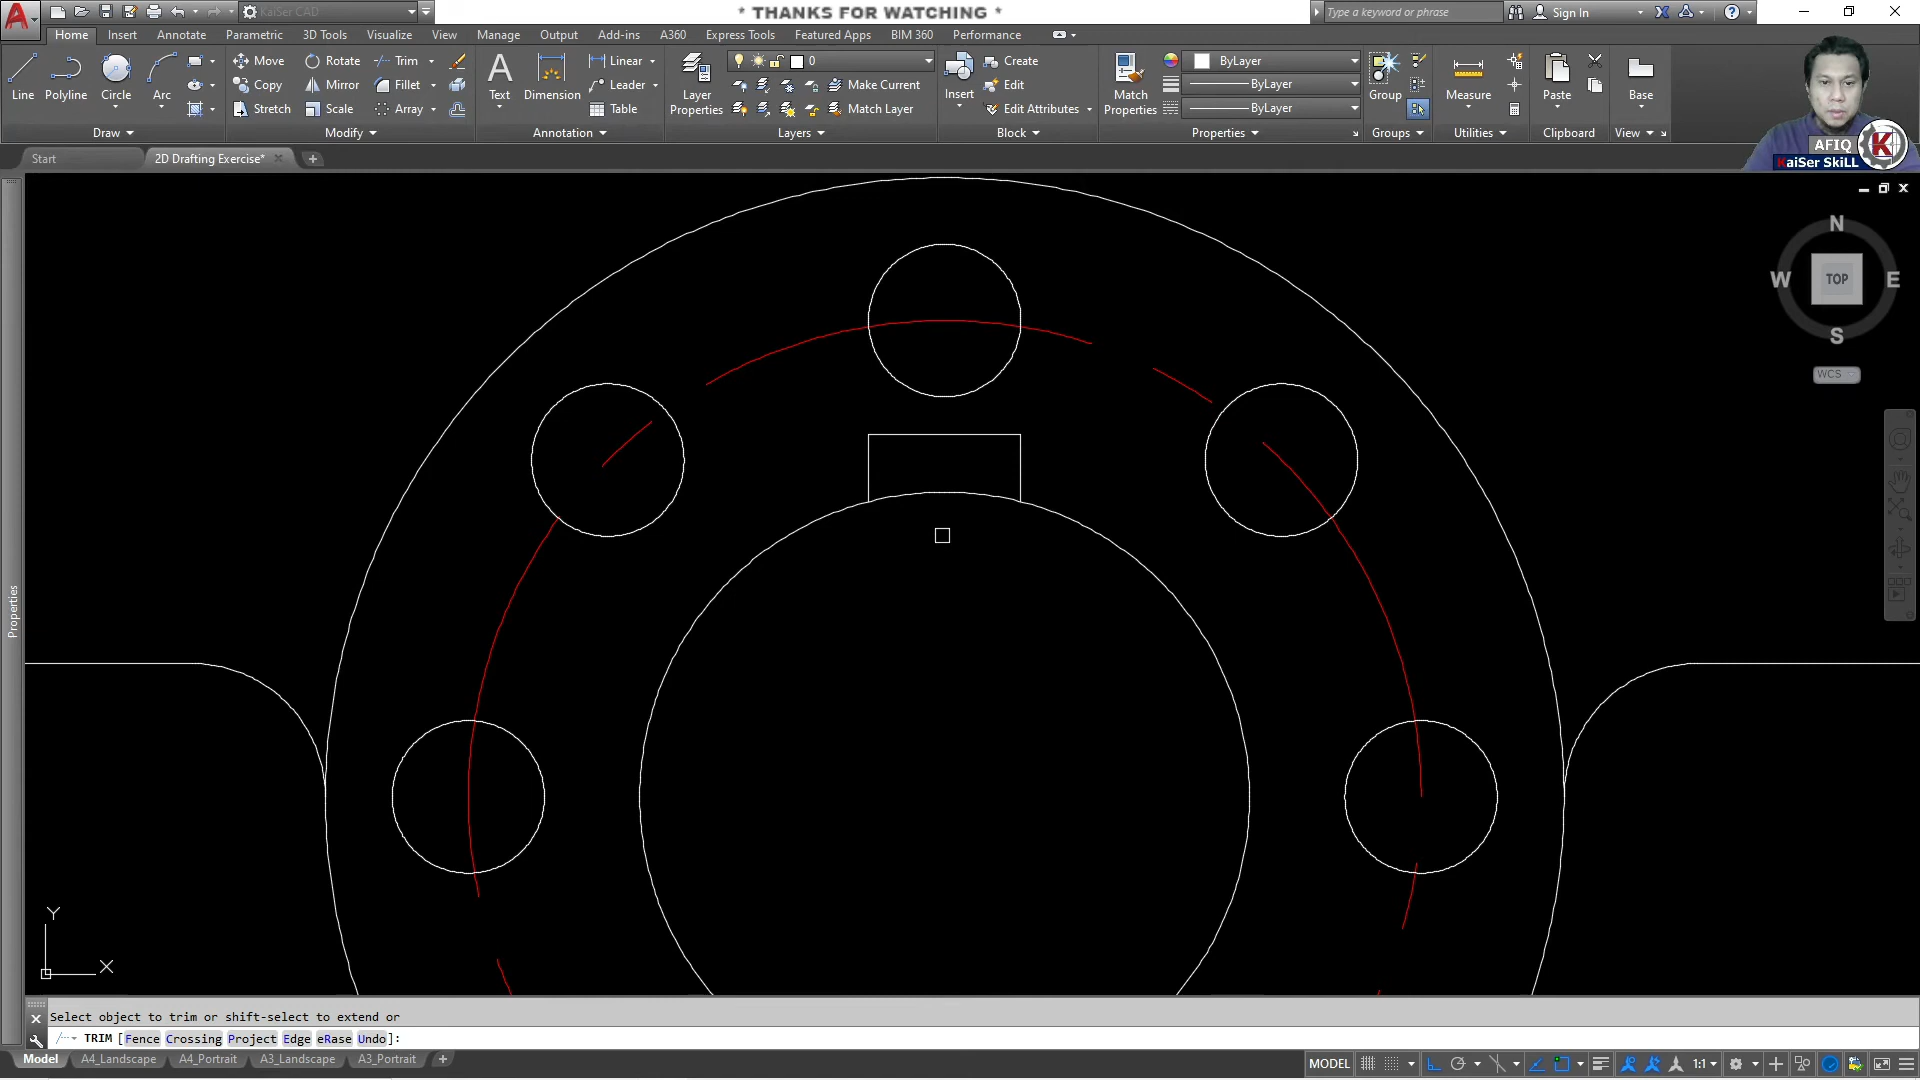 KaiSer CAD
* THANKS FOR WATCHING *
Type a keyword or phrase
Sign In
Home Insert Annotate Parametric 3D Tools Visualize View Manage Output Add-ins A360 Express Tools Featured Apps BIM 360 Performance
Line Polyline Circle Arc
Draw
Move Rotate Trim
Copy Mirror Fillet
Stretch Scale Array
Modify
Text Dimension
Linear
Leader
Table
Annotation
Layer Properties
0
Make Current
Match Layer
Layers
Insert
Create
Edit
Edit Attributes
Block
Match Properties
ByLayer
ByLayer
ByLayer
Properties
Group
Groups
Measure
Utilities
Paste
Clipboard
Base
View
AFIQ
KaiSer SkiLL
K
Start 2D Drafting Exercise*
N
W TOP E
S
WCS
Properties
Y
X
Select object to trim or shift-select to extend or
TRIM [Fence Crossing Project Edge eRase Undo]:
Model A4_Landscape A4_Portrait A3_Landscape A3_Portrait
MODEL 1:1